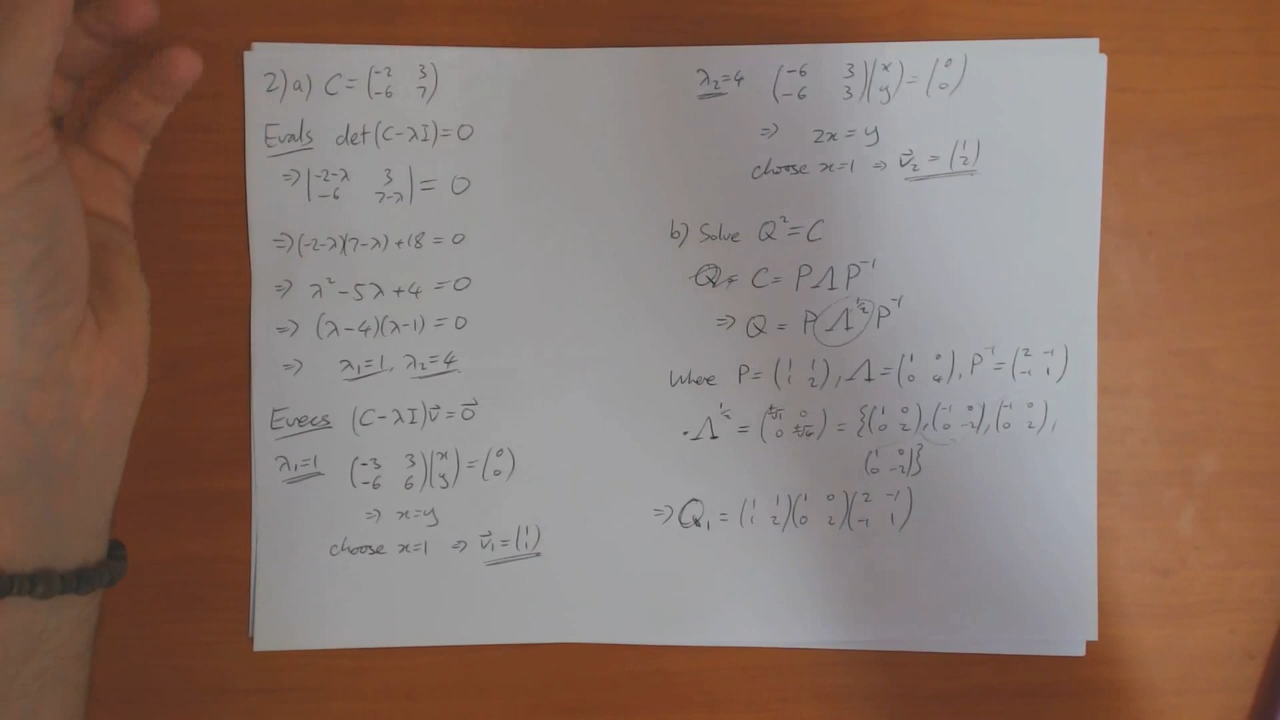 2) a) C = (-2 3; -6 7)
Evals det(C-λI)=0
⇒ |-2-λ 3; -6 7-λ| = 0
⇒ (-2-λ)(7-λ) + 18 = 0
⇒ λ² - 5λ + 4 = 0
⇒ (λ-4)(λ-1) = 0
⇒ λ₁=1, λ₂=4
Evecs (C-λI)v⃗ = 0⃗
λ₁=1 (-3 3; -6 6)(x; y) = (0; 0)
⇒ x=y
choose x=1 ⇒ v⃗₁ = (1; 1)
λ₂=4 (-6 3; -6 3)(x; y) = (0; 0)
⇒ 2x = y
choose x=1 ⇒ v⃗₂ = (1; 2)
b) Solve Q² = C
C = PΛP⁻¹
⇒ Q = PΛ^½P⁻¹
Where P = (1 1; 1 2), Λ = (1 0; 0 4), P⁻¹ = (2 -1; -1 1)
·Λ^½ = (±√1 0; 0 ±√4) = {(1 0; 0 2), (-1 0; 0 -2), (-1 0; 0 2),
(1 0; 0 -2)}
⇒ Q₁ = (1 1; 1 2)(1 0; 0 2)(2 -1; -1 1)